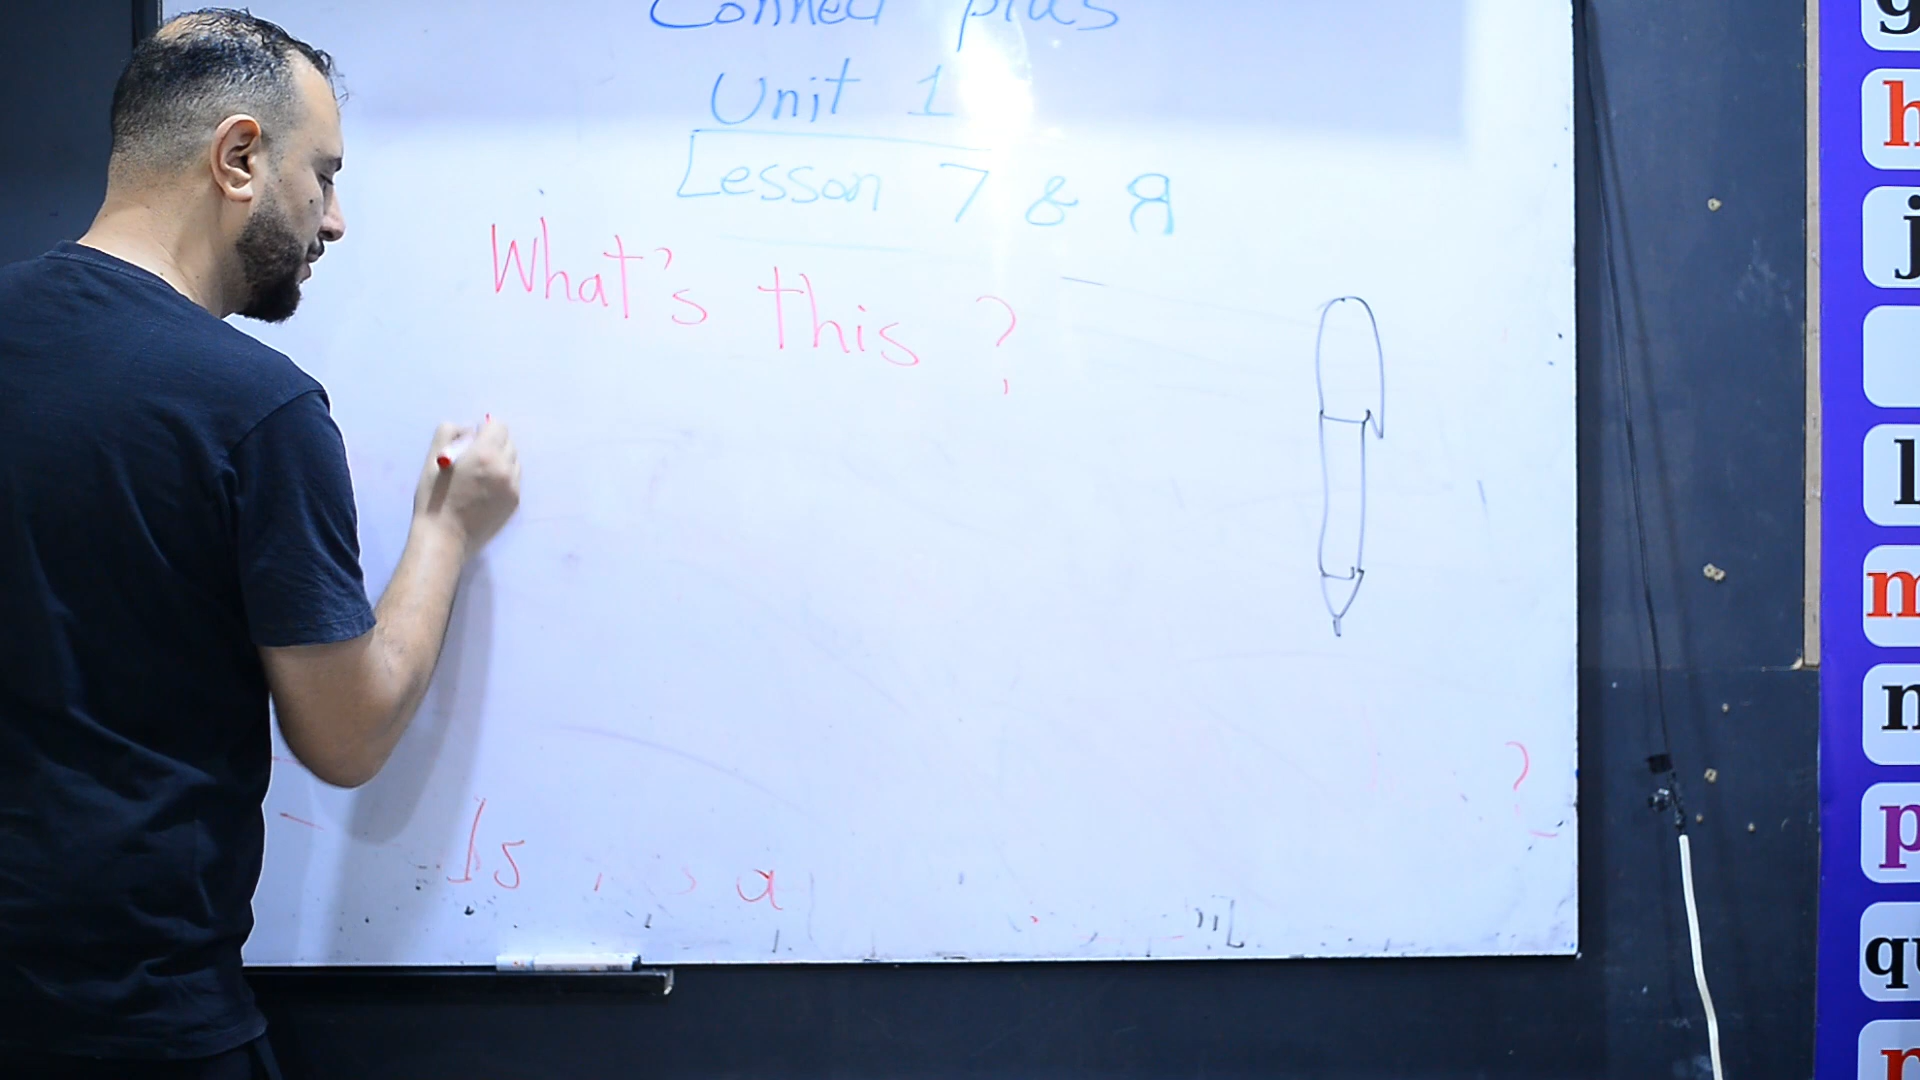 Connect plus
Unit 1
Lesson 7 & 8
What's this ?
?
Is
a
g
h
j
l
m
n
p
qu